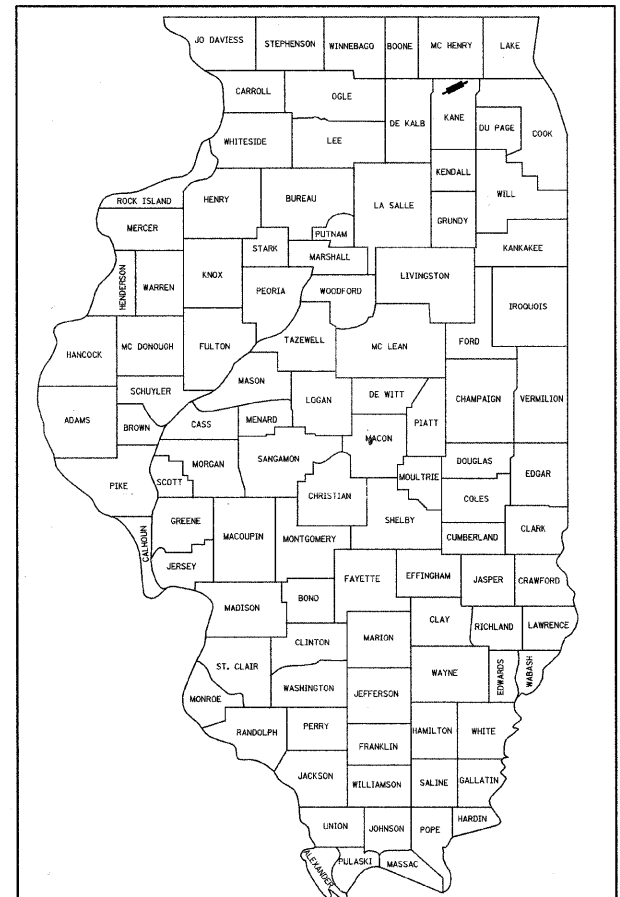 JO DAVIESS
STEPHENSON
WINNEBAGO
BOONE
MC HENRY
LAKE
CARROLL
OGLE
DE KALB
KANE
DU PAGE
COOK
WHITESIDE
LEE
KENDALL
WILL
ROCK ISLAND
HENRY
BUREAU
LA SALLE
GRUNDY
MERCER
PUTNAM
STARK
MARSHALL
KANKAKEE
HENDERSON
WARREN
KNOX
PEORIA
WOODFORD
LIVINGSTON
IROQUOIS
HANCOCK
MC DONOUGH
FULTON
TAZEWELL
MC LEAN
FORD
MASON
SCHUYLER
LOGAN
DE WITT
CHAMPAIGN
VERMILION
ADAMS
BROWN
CASS
MENARD
PIATT
MACON
PIKE
SCOTT
MORGAN
SANGAMON
MOULTRIE
DOUGLAS
EDGAR
CHRISTIAN
COLES
GREENE
MACOUPIN
MONTGOMERY
SHELBY
CUMBERLAND
CLARK
CALHOUN
JERSEY
FAYETTE
EFFINGHAM
JASPER
CRAWFORD
MADISON
BOND
CLAY
RICHLAND
LAWRENCE
CLINTON
MARION
ST. CLAIR
WAYNE
EDWARDS
WABASH
WASHINGTON
JEFFERSON
MONROE
RANDOLPH
PERRY
HAMILTON
WHITE
FRANKLIN
JACKSON
WILLIAMSON
SALINE
GALLATIN
UNION
JOHNSON
POPE
HARDIN
ALEXANDER
PULASKI
MASSAC